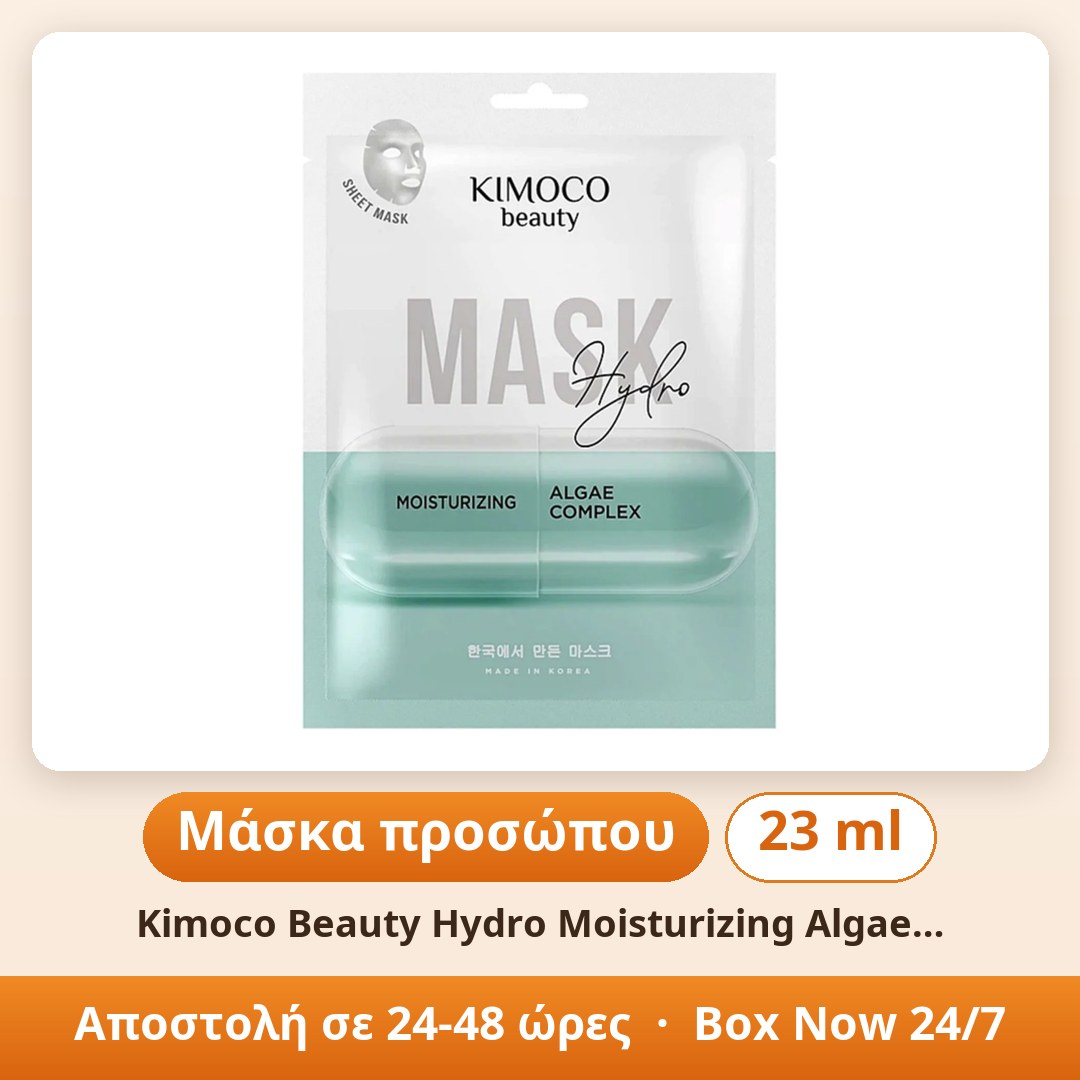 SHEET MASK
KIMOCO
beauty
MASK
Hydro
MOISTURIZING
ALGAE
COMPLEX
한국에서 만든 마스크
MADE IN KOREA
Μάσκα προσώπου
23 ml
Kimoco Beauty Hydro Moisturizing Algae...
Αποστολή σε 24-48 ώρες · Box Now 24/7